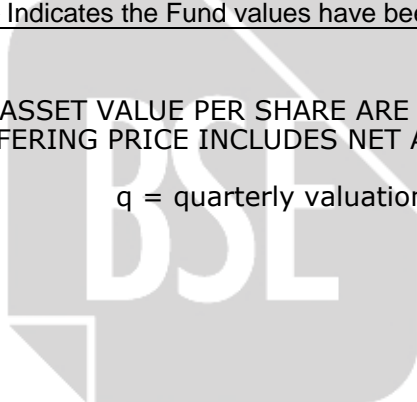 Indicates the Fund values have bee
ASSET VALUE PER SHARE ARE
FERING PRICE INCLUDES NET A
q = quarterly valuation
BSE